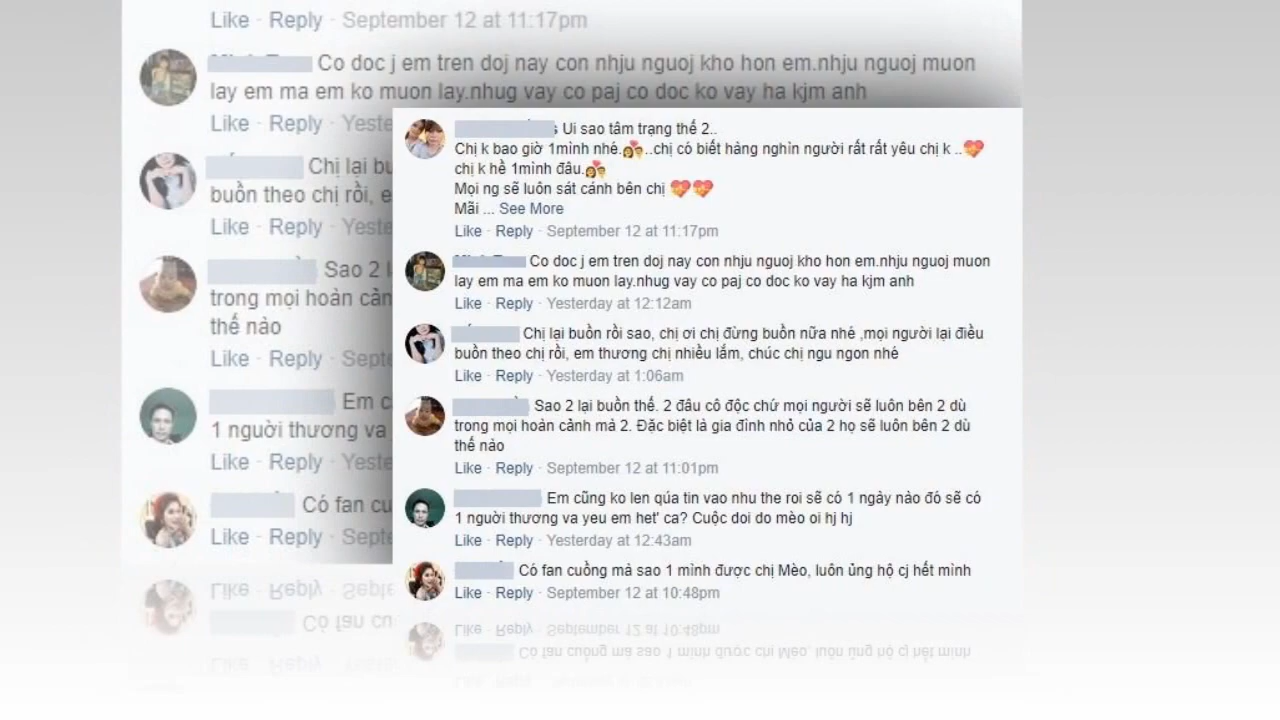 Like · Reply · September 12 at 11:17pm
Co doc j em tren doj nay con nhju nguoj kho hon em.nhju nguoj muon
lay em ma em ko muon lay.nhug vay co paj co doc ko vay ha kjm anh
Like · Reply · Yeste
Chị lại bu
buồn theo chị rồi, e
Like · Reply · Yeste
Sao 2 l
trong mọi hoàn cản
thế nào
Like · Reply · Septe
Em c
1 người thương va
Like · Reply · Yeste
Có fan cu
Like · Reply · Septe
Ui sao tâm trạng thế 2..
Chị k bao giờ 1mình nhé.💏..chị có biết hàng nghìn người rất rất yêu chị k ..💝
chị k hề 1mình đâu.💏
Mọi ng sẽ luôn sát cánh bên chị 💝💝
Mãi ... See More
Like · Reply · September 12 at 11:17pm
Co doc j em tren doj nay con nhju nguoj kho hon em.nhju nguoj muon
lay em ma em ko muon lay.nhug vay co paj co doc ko vay ha kjm anh
Like · Reply · Yesterday at 12:12am
Chị lại buồn rồi sao, chị ơi chị đừng buồn nữa nhé ,mọi người lại điều
buồn theo chị rồi, em thương chị nhiều lắm, chúc chị ngu ngon nhé
Like · Reply · Yesterday at 1:06am
Sao 2 lại buồn thế. 2 đâu cô độc chứ mọi người sẽ luôn bên 2 dù
trong mọi hoàn cảnh mà 2. Đặc biệt là gia đình nhỏ của 2 họ sẽ luôn bên 2 dù
thế nào
Like · Reply · September 12 at 11:01pm
Em cũng ko len qúa tin vao nhu the roi sẽ có 1 ngày nào đó sẽ có
1 người thương va yeu em het' ca? Cuộc doi do mèo oi hj hj
Like · Reply · Yesterday at 12:43am
Có fan cuồng mà sao 1 mình được chị Mèo, luôn ủng hộ cj hết mình
Like · Reply · September 12 at 10:48pm